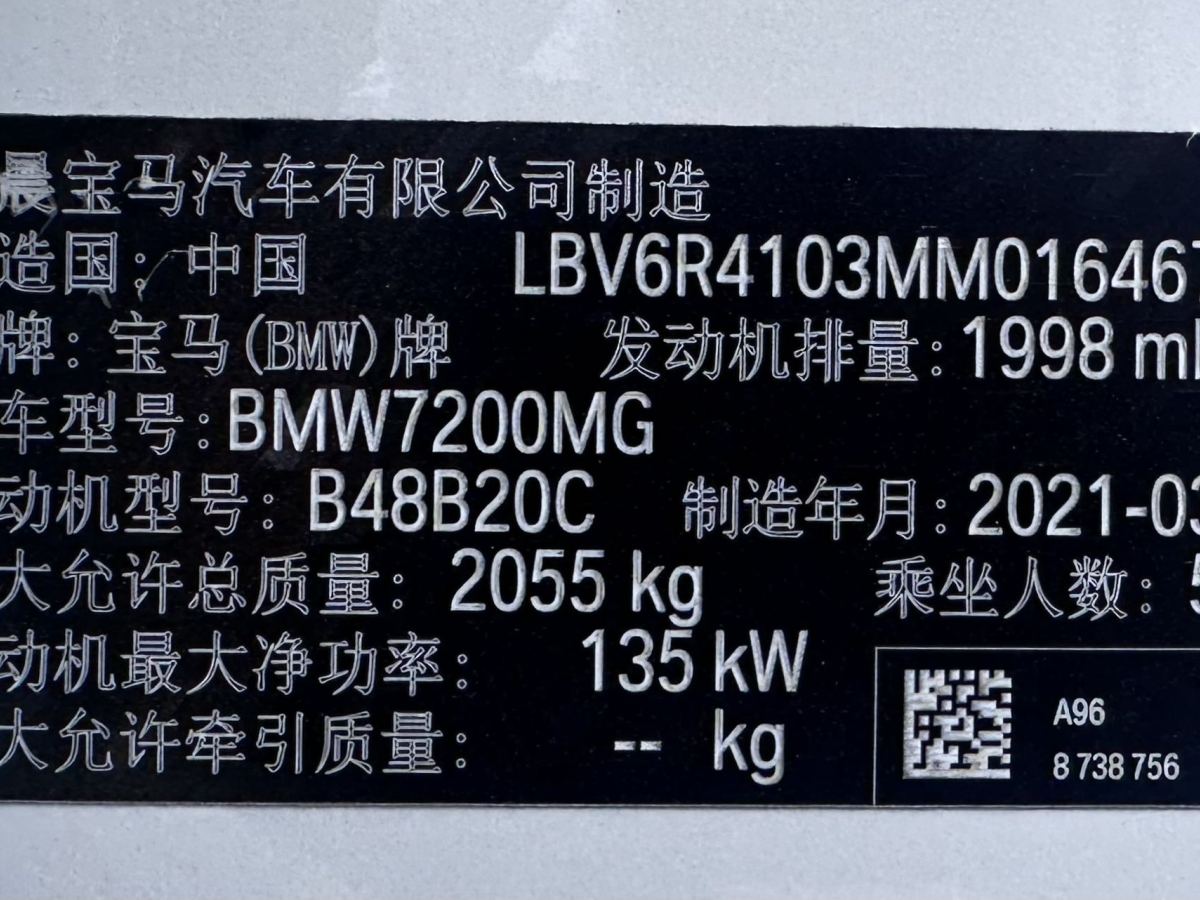 晨宝马汽车有限公司制造
造国：中国 LBV6R4103MM016467
牌：宝马(BMW)牌 发动机排量：1998 ml
车型号：BMW7200MG
动机型号：B48B20C 制造年月：2021-03
大允许总质量：2055 kg 乘坐人数：5
动机最大净功率：135 kW
大允许牵引质量：-- kg
A96
8 738 756